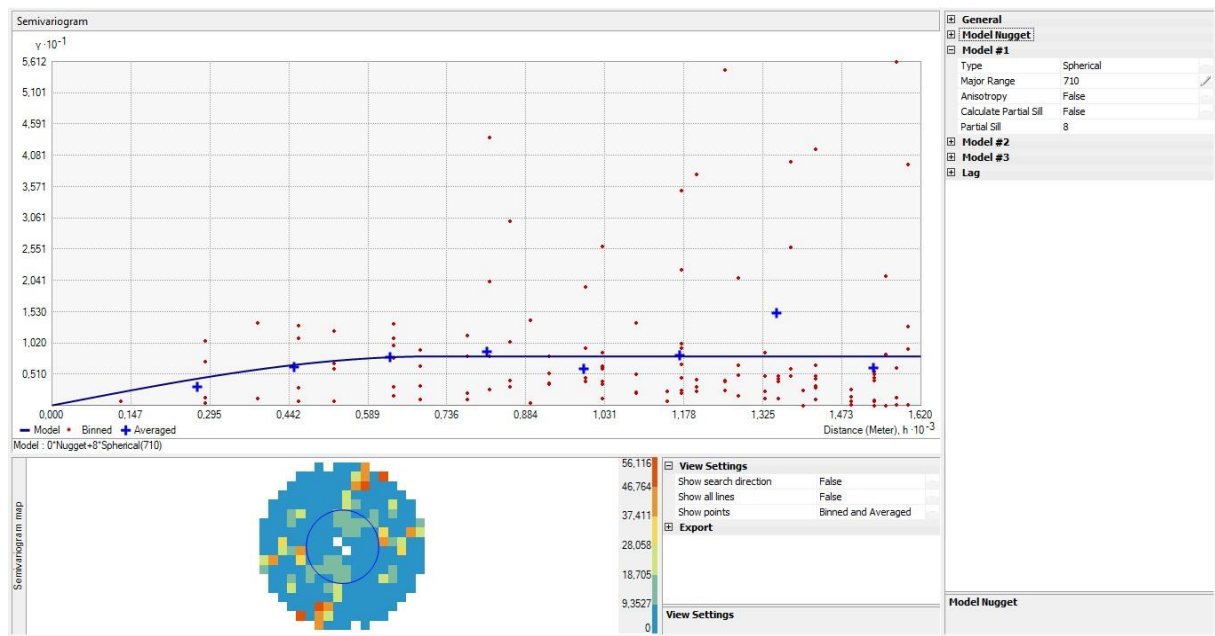 Semivariogram
γ ·10⁻¹
5,612
5,101
4,591
4,081
3,571
3,061
2,551
2,041
1,530
1,020
0,510
0,000 0,147 0,295 0,442 0,589 0,736 0,884 1,031 1,178 1,325 1,473 1,620
Model Binned Averaged Distance (Meter), h ·10⁻³
Model : 0*Nugget+8*Spherical(710)
General
Model Nugget
Model #1
Type Spherical
Major Range 710
Anisotropy False
Calculate Partial Sill False
Partial Sill 8
Model #2
Model #3
Lag
Semivariogram map
56,116
46,764
37,411
28,058
18,705
9,3527
0
View Settings
Show search direction False
Show all lines False
Show points Binned and Averaged
Export
View Settings
Model Nugget